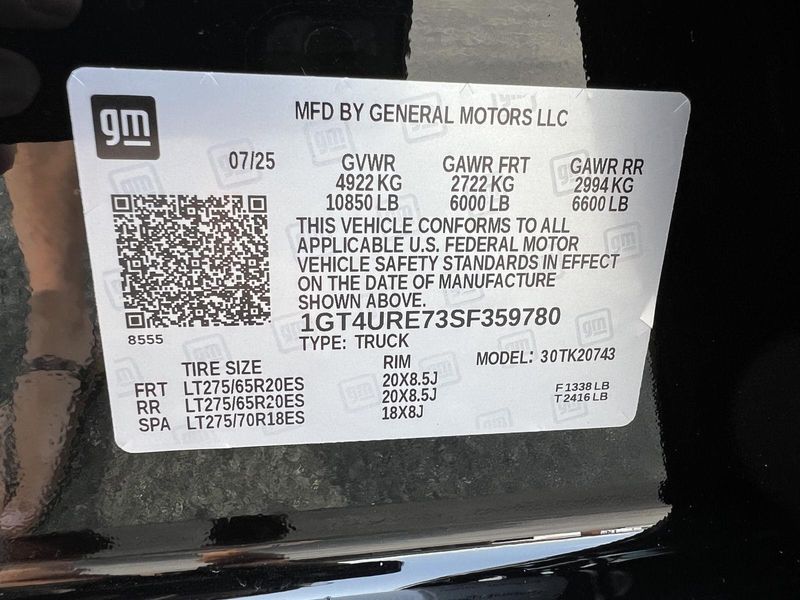 gm
MFD BY GENERAL MOTORS LLC
07/25 GVWR GAWR FRT GAWR RR
4922 KG 2722 KG 2994 KG
10850 LB 6000 LB 6600 LB
THIS VEHICLE CONFORMS TO ALL
APPLICABLE U.S. FEDERAL MOTOR
VEHICLE SAFETY STANDARDS IN EFFECT
ON THE DATE OF MANUFACTURE
SHOWN ABOVE.
8555
1GT4URE73SF359780
TYPE: TRUCK
MODEL: 30TK20743
TIRE SIZE RIM
FRT LT275/65R20ES 20X8.5J
RR LT275/65R20ES 20X8.5J
SPA LT275/70R18ES 18X8J
F 1338 LB
T 2416 LB